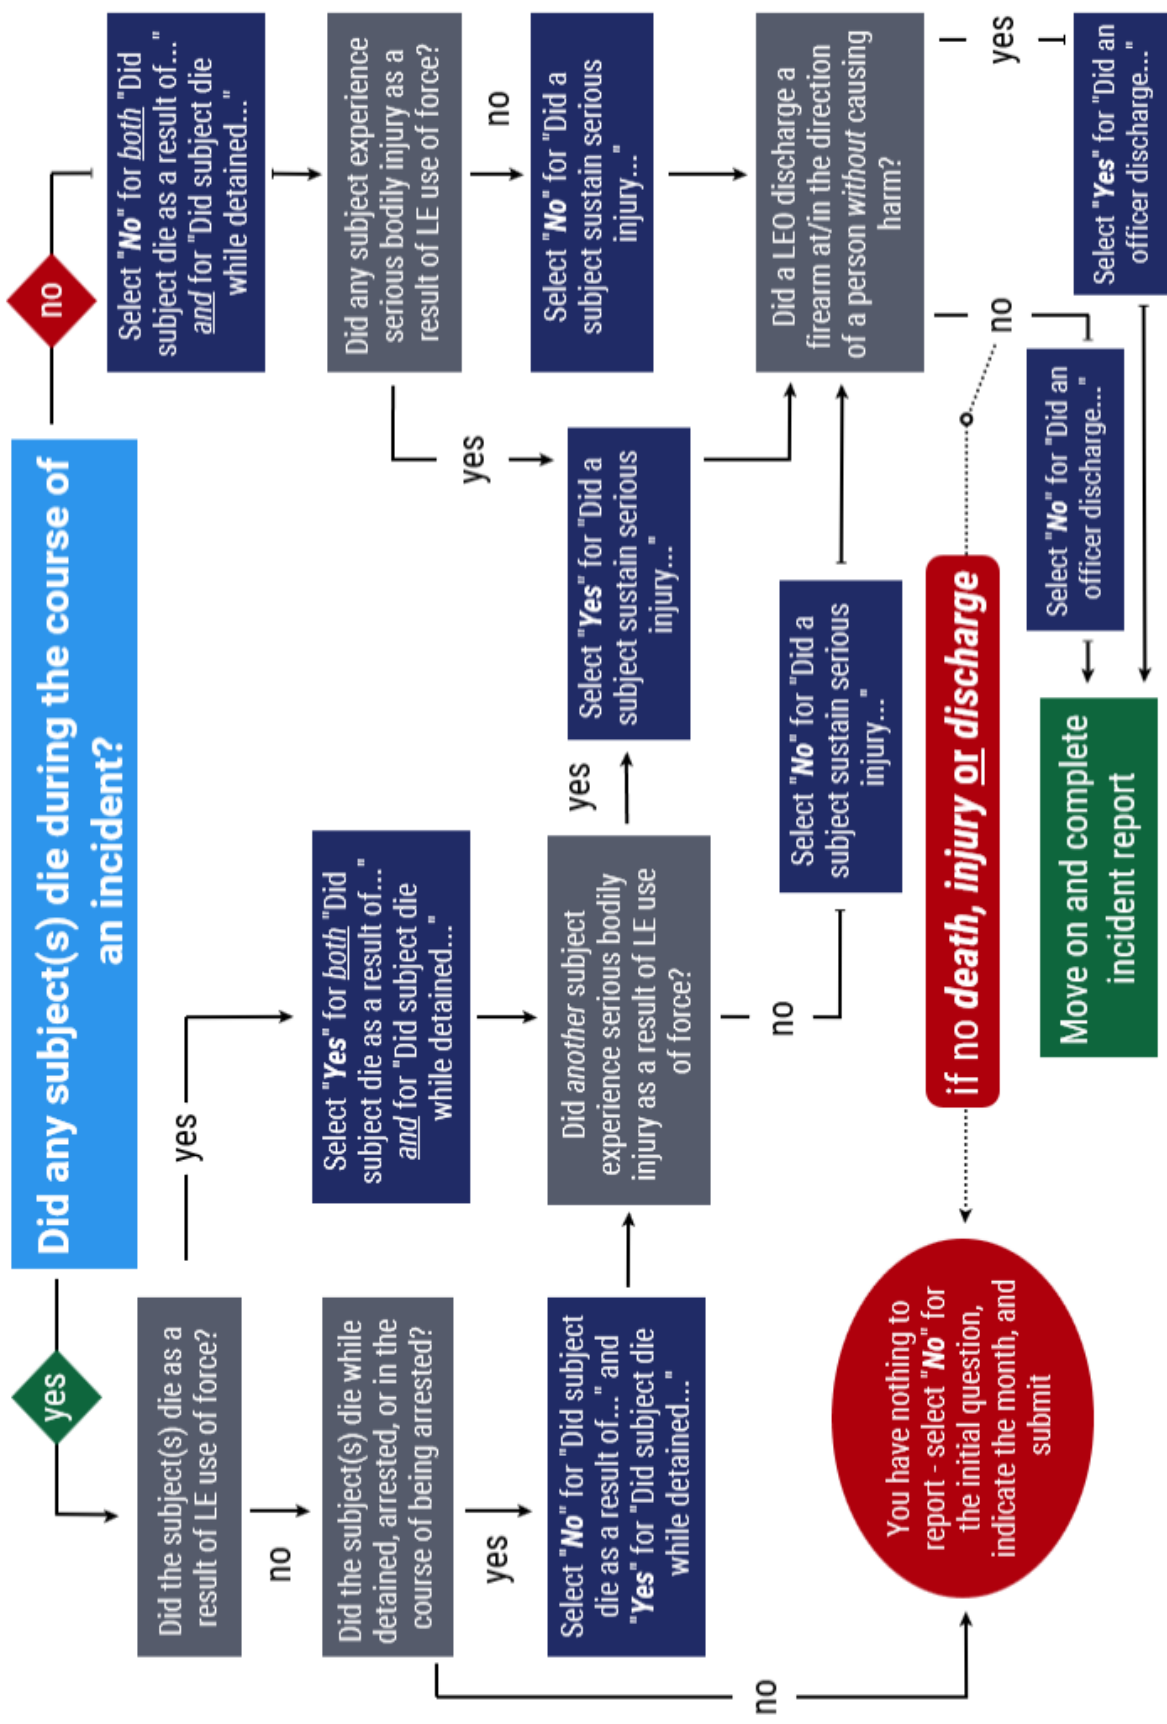 Did any subject(s) die during the course of
an incident?
yes
no
Did the subject(s) die as a
result of LE use of force?
yes
no
Did the subject(s) die while
detained, arrested, or in the
course of being arrested?
yes
no
Select "No" for "Did subject
die as a result of..." and
"Yes" for "Did subject die
while detained..."
Select "Yes" for both "Did
subject die as a result of..."
and for "Did subject die
while detained..."
Did another subject
experience serious bodily
injury as a result of LE use
of force?
yes
no
Select "Yes" for "Did a
subject sustain serious
injury..."
Select "No" for "Did a
subject sustain serious
injury..."
Select "No" for both "Did
subject die as a result of..."
and for "Did subject die
while detained..."
Did any subject experience
serious bodily injury as a
result of LE use of force?
yes
no
Select "No" for "Did a
subject sustain serious
injury..."
Did a LEO discharge a
firearm at/in the direction
of a person without causing
harm?
no
yes
Select "No" for "Did an
officer discharge..."
Select "Yes" for "Did an
officer discharge..."
if no death, injury or discharge
You have nothing to
report - select "No" for
the initial question,
indicate the month, and
submit
Move on and complete
incident report